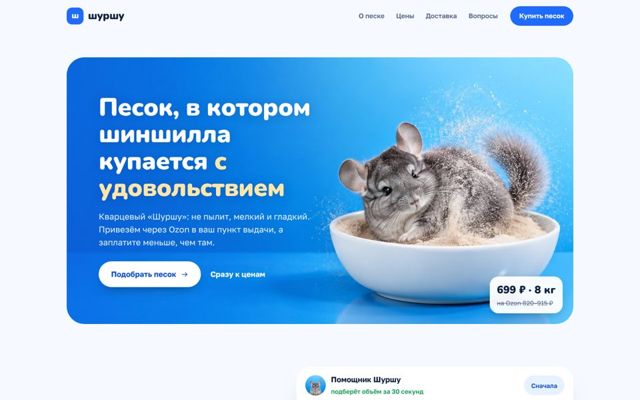 ш шуршу
О песке Цены Доставка Вопросы Купить песок
Песок, в котором
шиншилла
купается с
удовольствием
Кварцевый «Шуршу»: не пылит, мелкий и гладкий.
Привезём через Ozon в ваш пункт выдачи, а
заплатите меньше, чем там.
Подобрать песок → Сразу к ценам
699 ₽ · 8 кг
на Ozon 820–915 ₽
Помощник Шуршу
подберёт объём за 30 секунд
Сначала